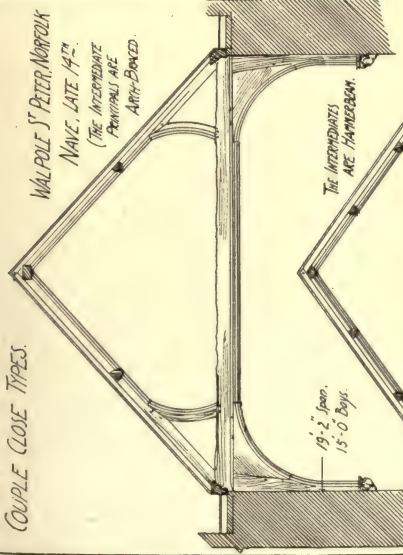 COUPLE CLOSE TYPES.
WALPOLE ST PETER, NORFOLK
NAVE, LATE 14TH.
(THE INTERMEDIATE
PRINCIPALS ARE
ARCH-BRACED.
19'-2" Span.
15'-0" Bays.
THE INTERMEDIATES
ARE HAMMERBEAM.